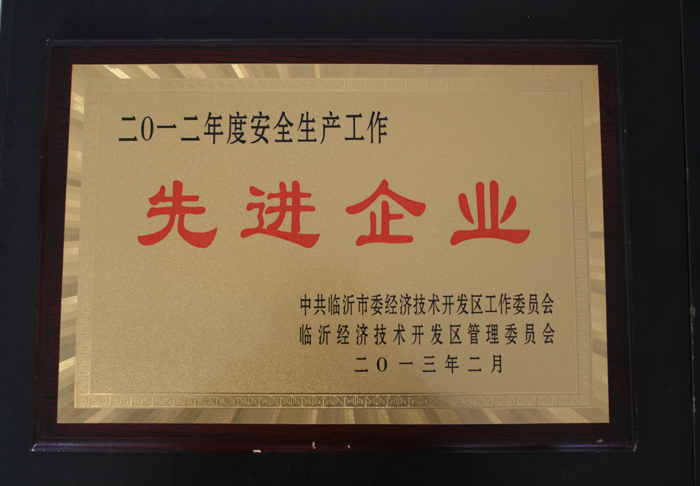 二〇一二年度安全生产工作
先进企业
中共临沂市委经济技术开发区工作委员会
临沂经济技术开发区管理委员会
二〇一三年二月